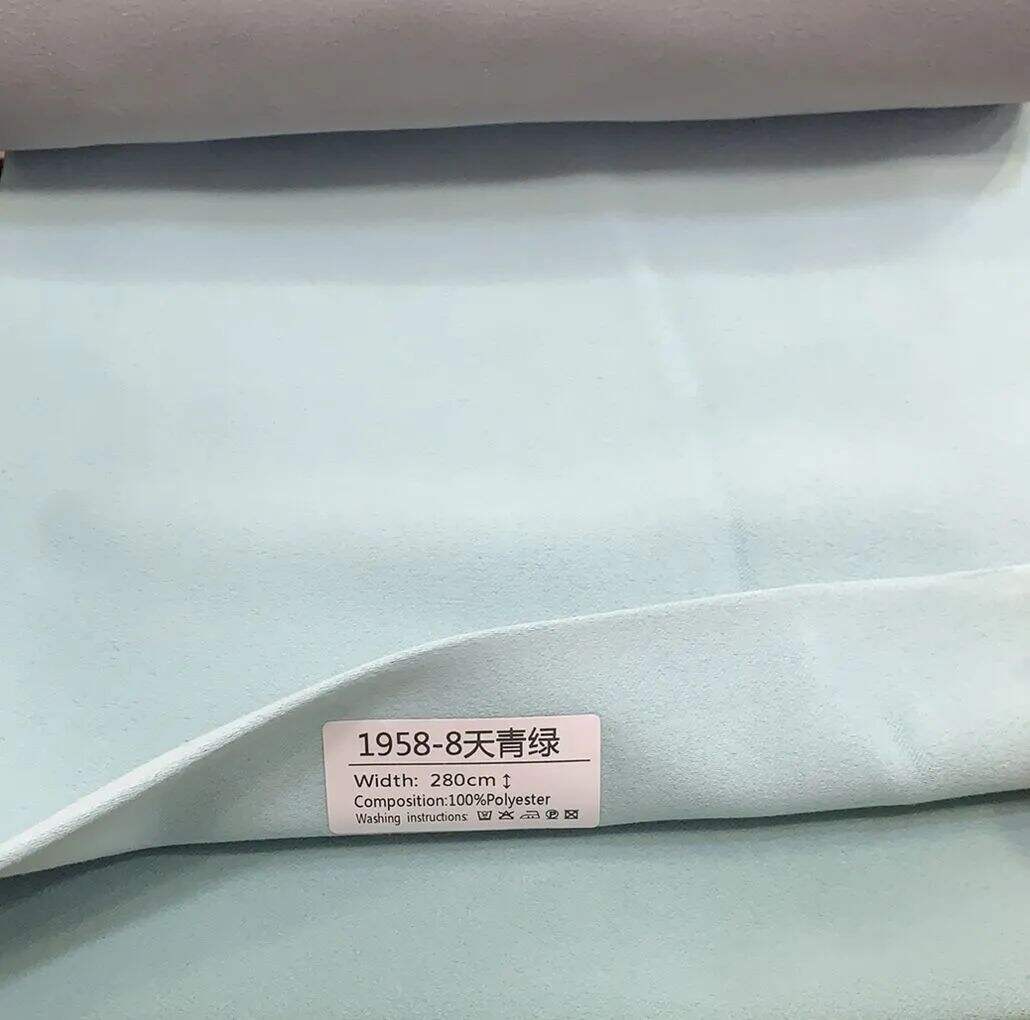 1958-8天青绿
Width: 280cm↕
Composition:100%Polyester
Washing instructions: